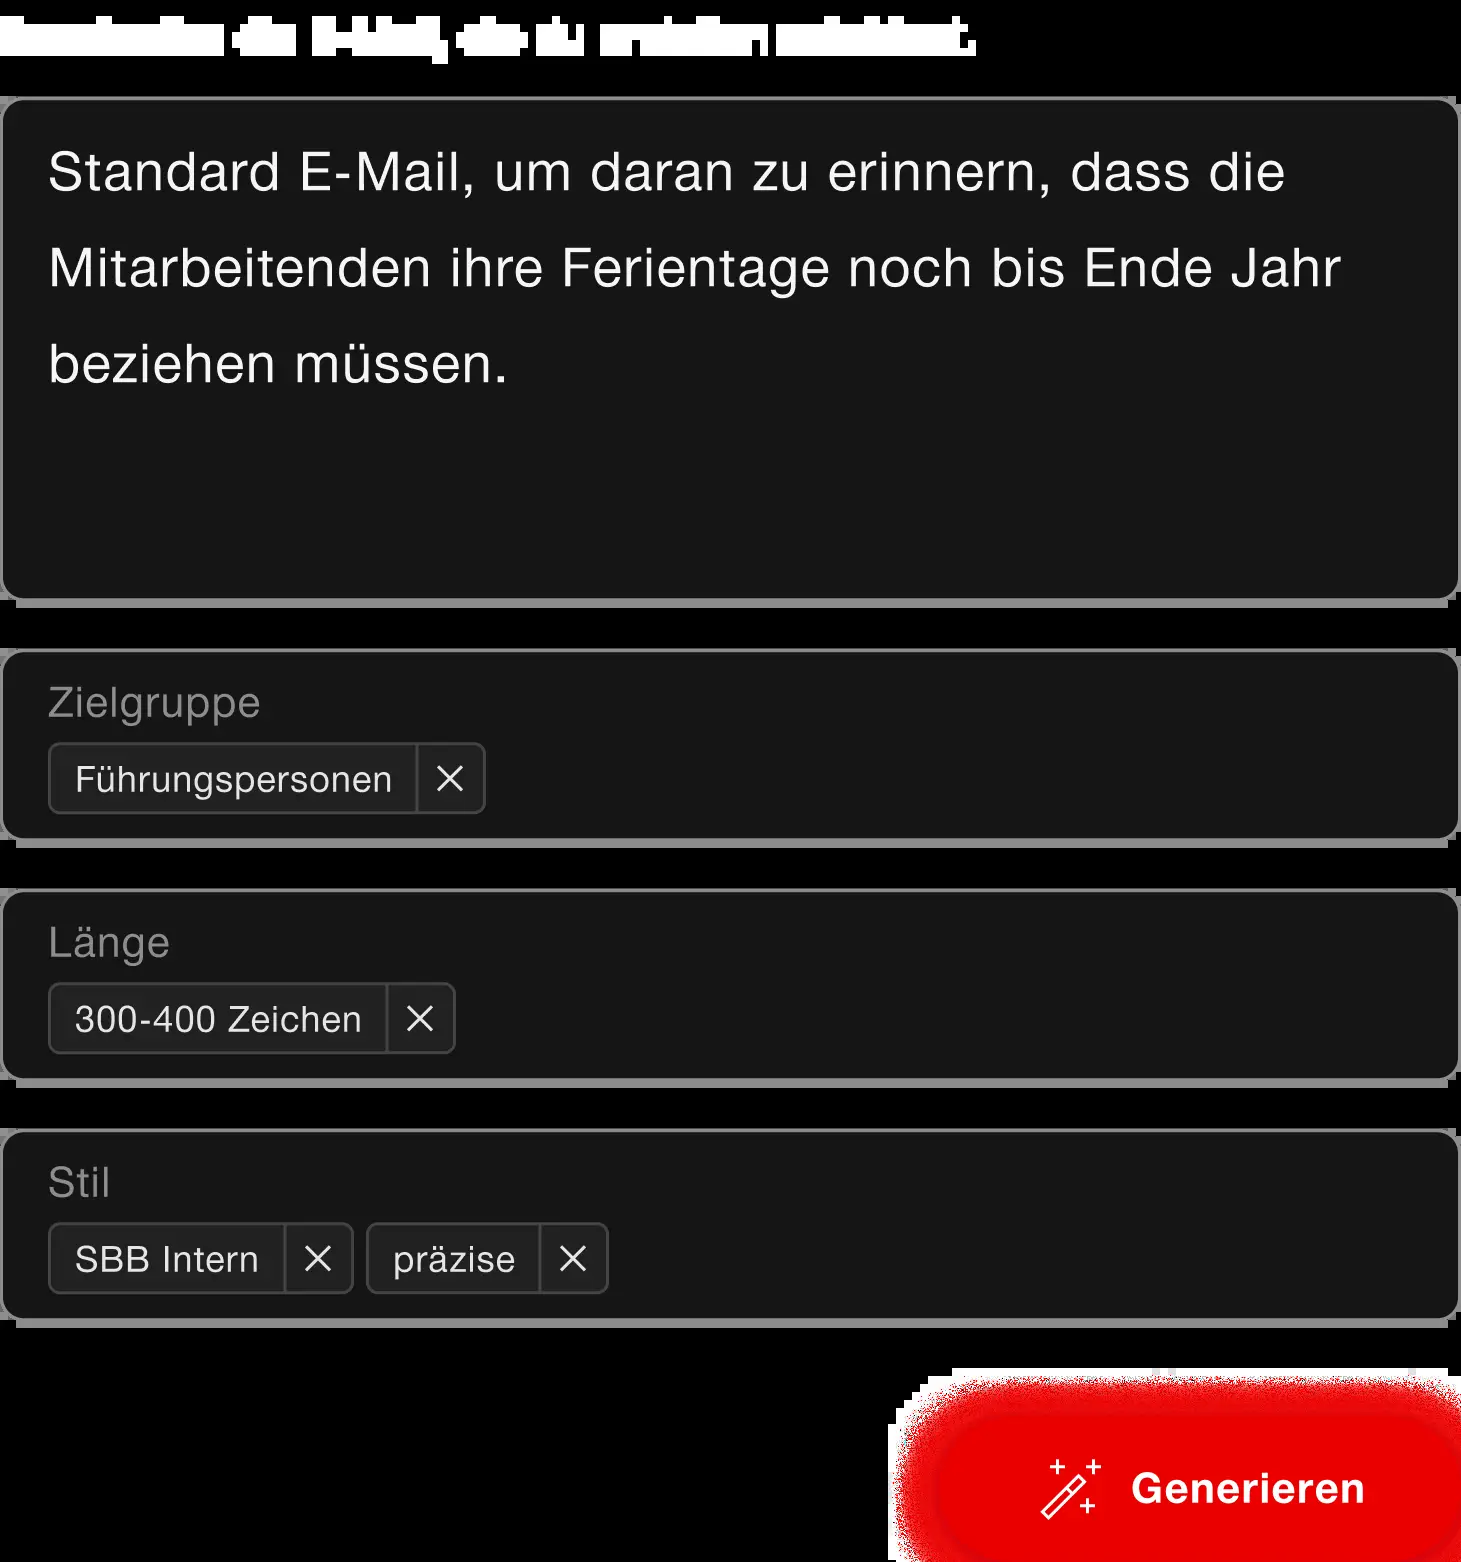 Standard E-Mail, um daran zu erinnern, dass die
Mitarbeitenden ihre Ferientage noch bis Ende Jahr
beziehen müssen.
Zielgruppe
Führungspersonen
Länge
300-400 Zeichen
Stil
SBB Intern präzise
Generieren